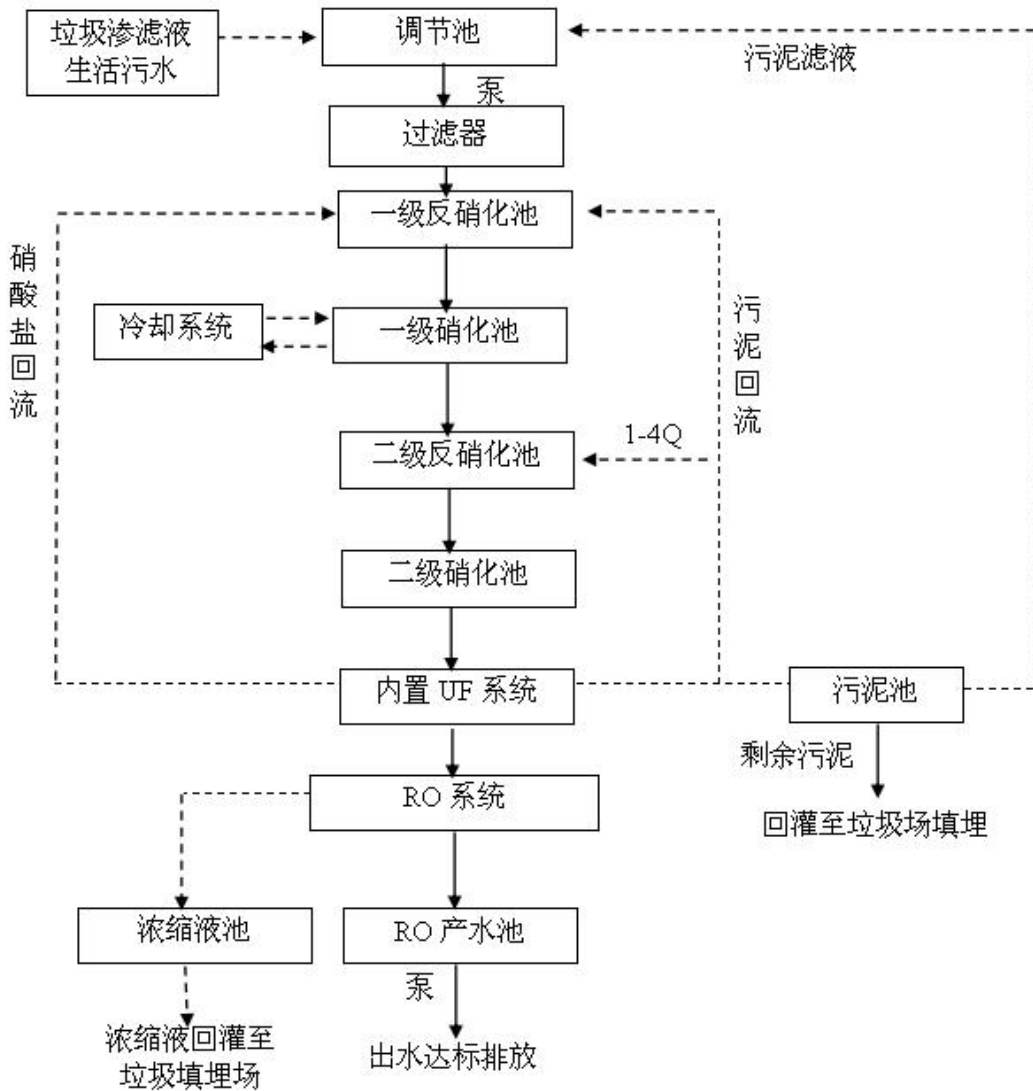 垃圾渗滤液
生活污水
调节池
污泥滤液
泵
过滤器
一级反硝化池
硝酸盐回流
冷却系统
一级硝化池
污泥回流
1-4Q
二级反硝化池
二级硝化池
内置 UF 系统
污泥池
剩余污泥
RO 系统
回灌至垃圾场填埋
浓缩液池
RO 产水池
泵
浓缩液回灌至
垃圾填埋场
出水达标排放